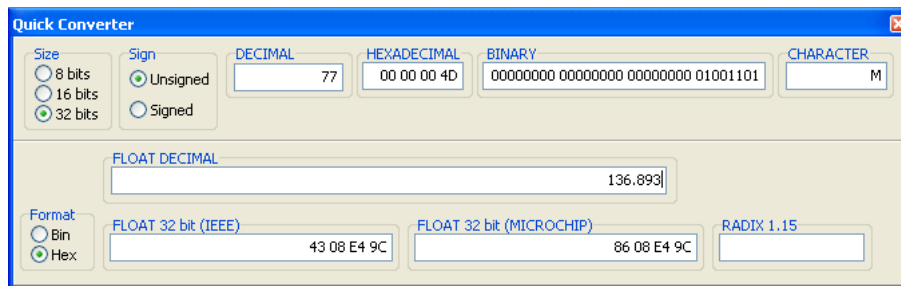 Quick Converter
Size
8 bits
16 bits
32 bits
Sign
Unsigned
Signed
DECIMAL
77
HEXADECIMAL
00 00 00 4D
BINARY
00000000 00000000 00000000 01001101
CHARACTER
M
FLOAT DECIMAL
136.893
Format
Bin
Hex
FLOAT 32 bit (IEEE)
43 08 E4 9C
FLOAT 32 bit (MICROCHIP)
86 08 E4 9C
RADIX 1.15